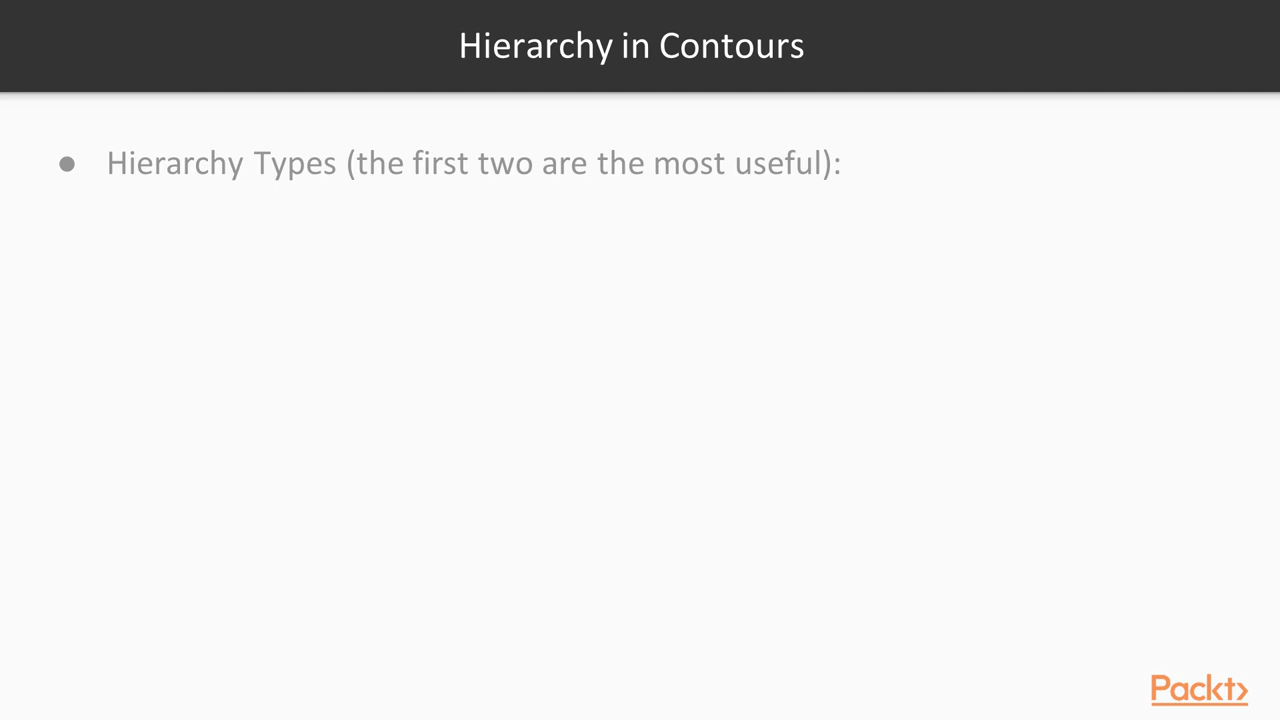 Hierarchy in Contours
● Hierarchy Types (the first two are the most useful):
Packt>